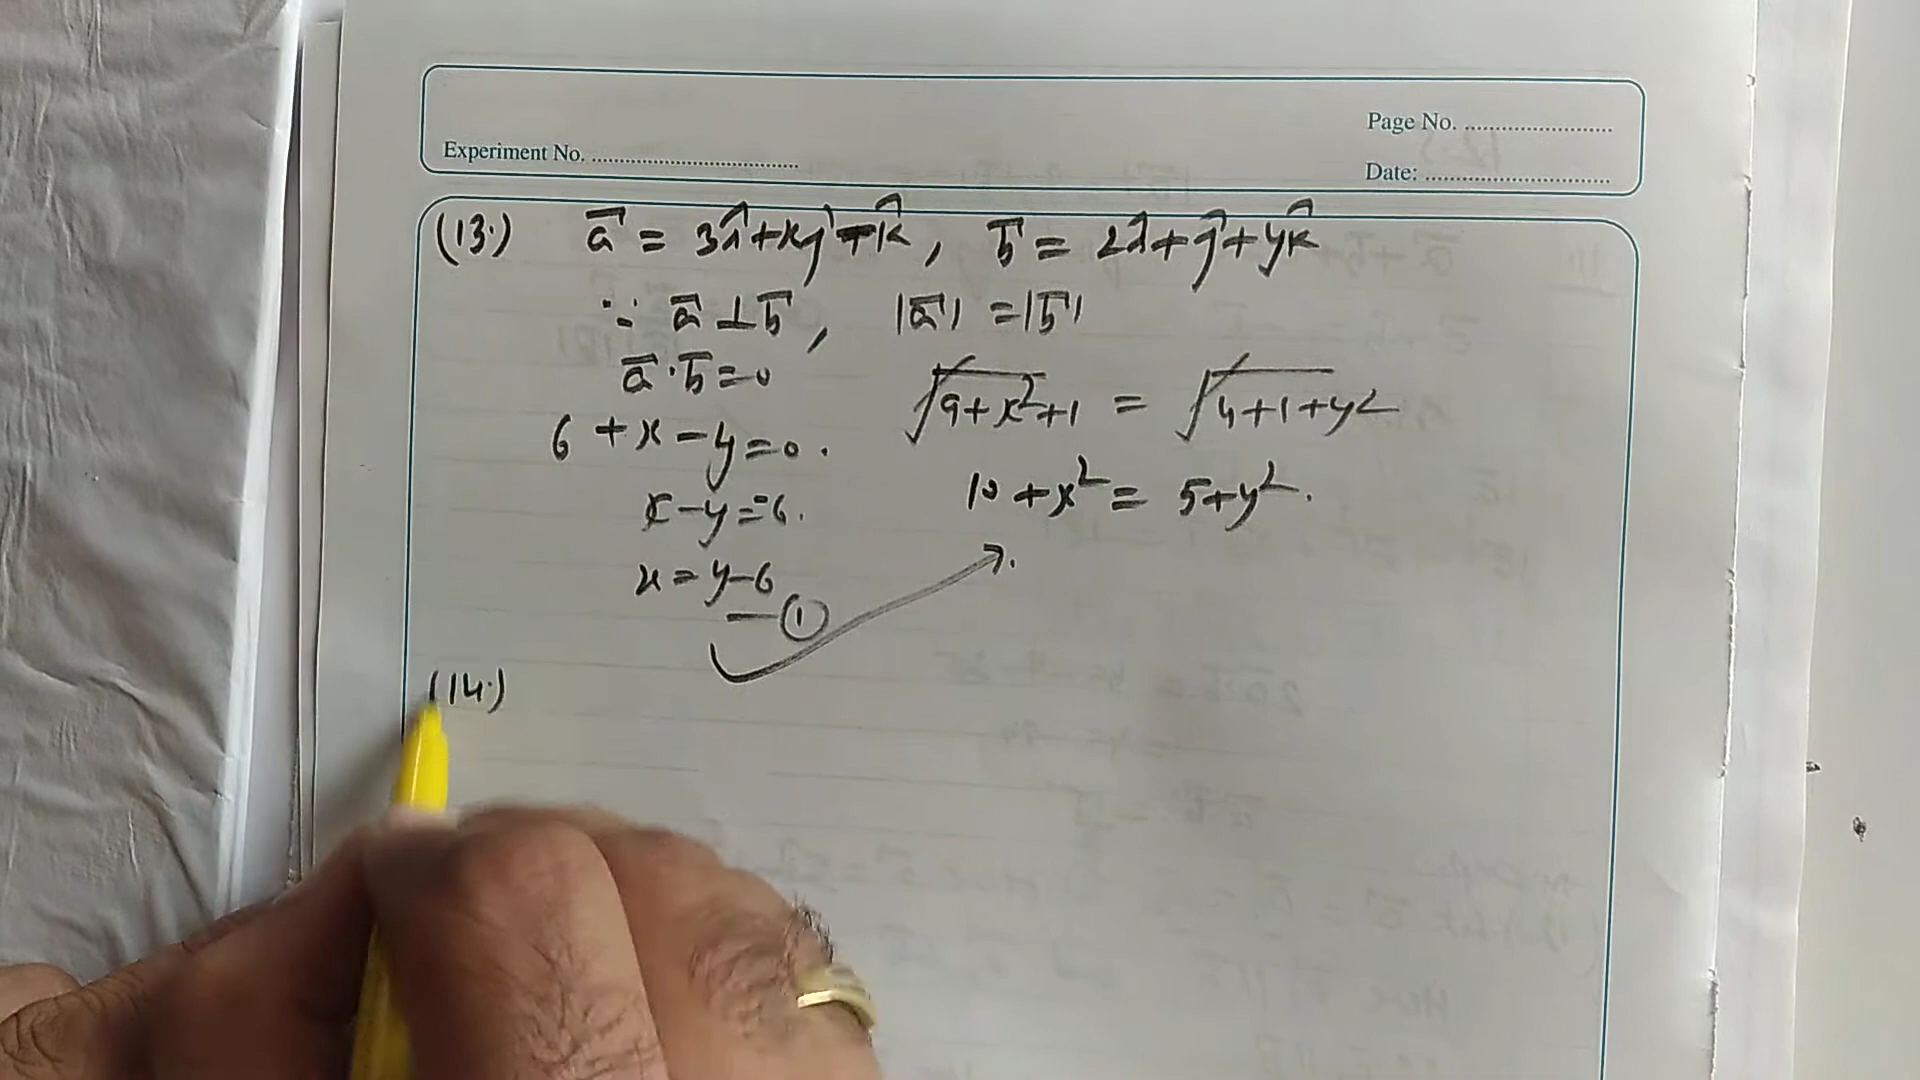 Page No. ........................
Experiment No. ....................................
Date: ................................
(13.) a⃗ = 3î+xĵ-k̂, b⃗ = 2î+ĵ+yk̂
∵ a⃗ ⊥ b⃗, |a⃗| = |b⃗|
a⃗·b⃗=0
√9+x²+1 = √4+1+y²
6 + x - y = 0.
10 + x² = 5+y².
x-y=-6.
x = y-6
—①
(14.)